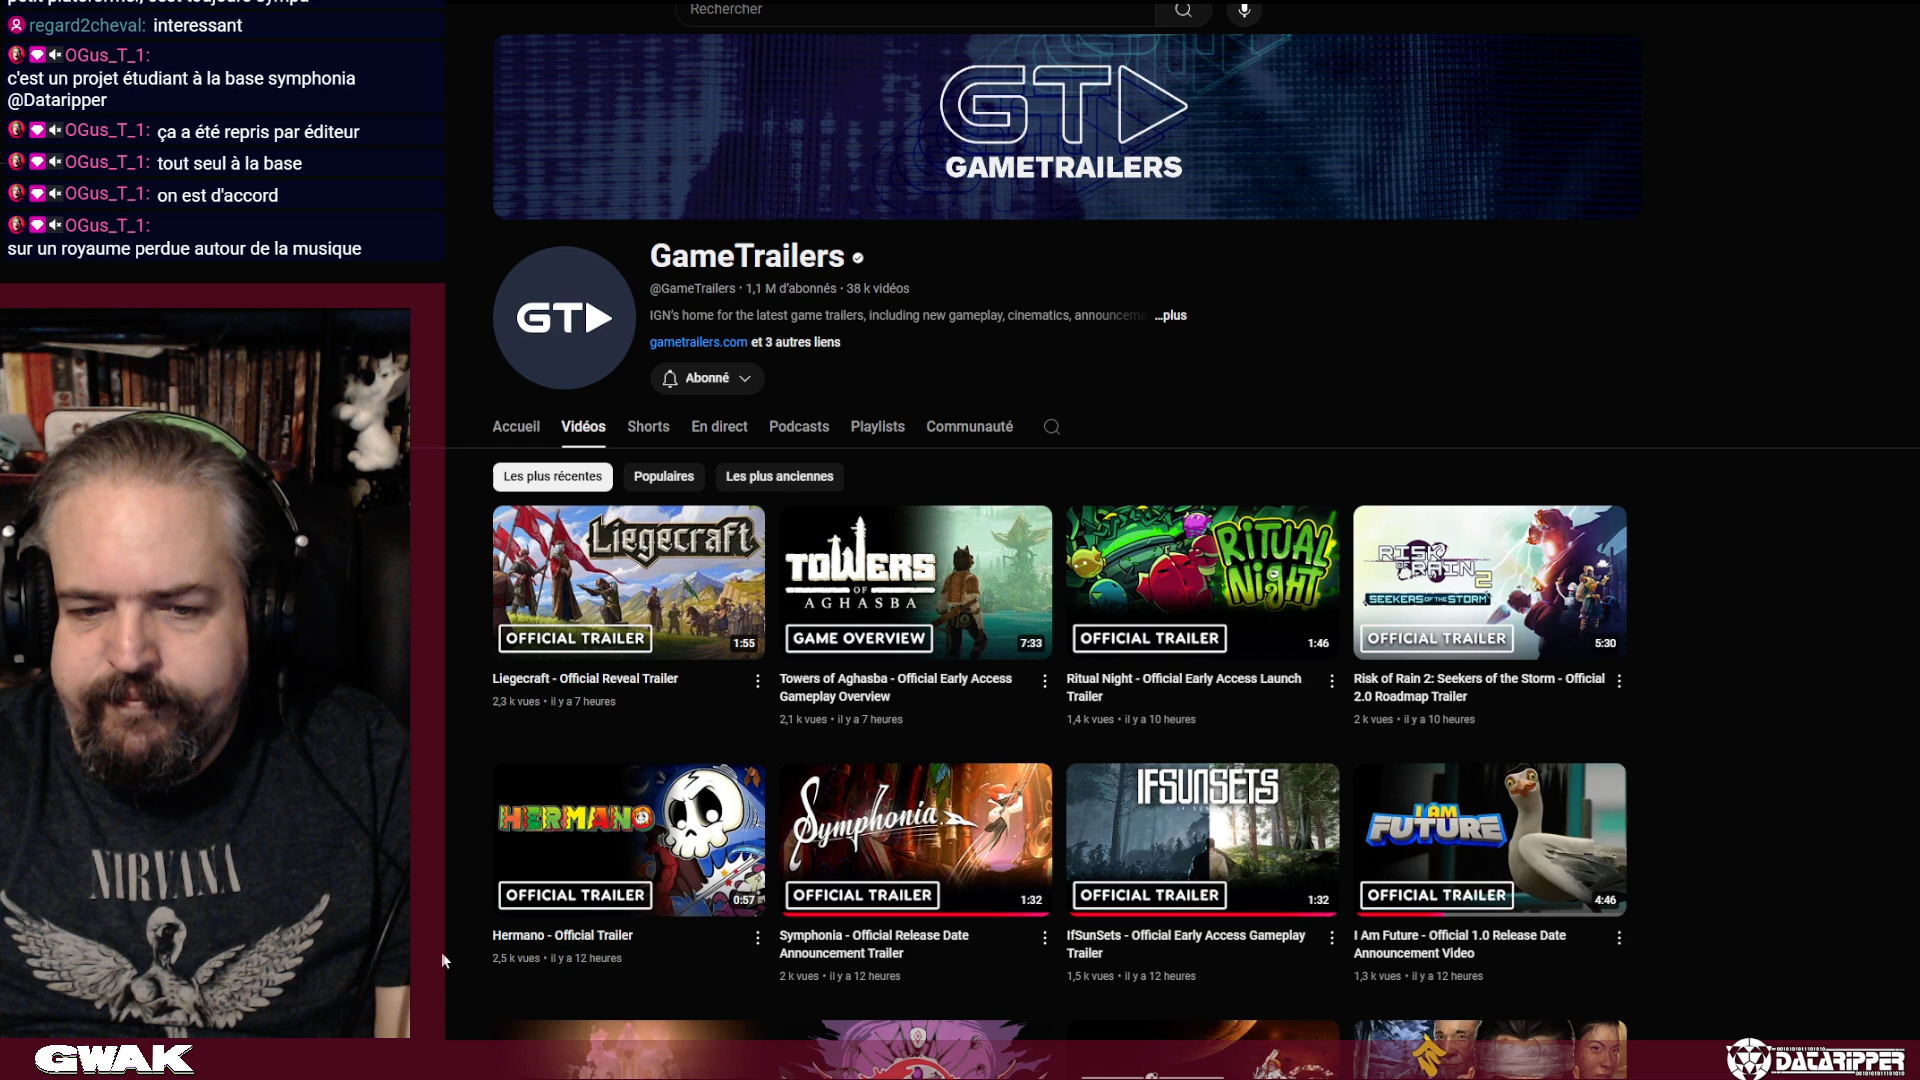 Rechercher
regard2cheval: interessant
OGus_T_1:
c'est un projet étudiant à la base symphonia
@Dataripper
OGus_T_1: ça a été repris par éditeur
OGus_T_1: tout seul à la base
OGus_T_1: on est d'accord
OGus_T_1:
sur un royaume perdue autour de la musique
NIRVANA
GWAK
GT
GAMETRAILERS
GT
GameTrailers
@GameTrailers • 1,1 M d'abonnés • 38 k vidéos
IGN's home for the latest game trailers, including new gameplay, cinematics, announceme ...plus
gametrailers.com et 3 autres liens
Abonné
Accueil Vidéos Shorts En direct Podcasts Playlists Communauté
Les plus récentes Populaires Les plus anciennes
LIEGECRAFT
OFFICIAL TRAILER
1:55
Liegecraft - Official Reveal Trailer
2,3 k vues • il y a 7 heures
TOWERS
OF
AGHASBA
GAME OVERVIEW
7:33
Towers of Aghasba - Official Early Access
Gameplay Overview
2,1 k vues • il y a 7 heures
RITUAL
NIGHT
OFFICIAL TRAILER
1:46
Ritual Night - Official Early Access Launch
Trailer
1,4 k vues • il y a 10 heures
RISK
OF RAIN 2
SEEKERS OF THE STORM
OFFICIAL TRAILER
5:30
Risk of Rain 2: Seekers of the Storm - Official
2.0 Roadmap Trailer
2 k vues • il y a 10 heures
HERMANO
OFFICIAL TRAILER
0:57
Hermano - Official Trailer
2,5 k vues • il y a 12 heures
Symphonia
OFFICIAL TRAILER
1:32
Symphonia - Official Release Date
Announcement Trailer
2 k vues • il y a 12 heures
IFSUNSETS
OFFICIAL TRAILER
1:32
IfSunSets - Official Early Access Gameplay
Trailer
1,5 k vues • il y a 12 heures
I AM
FUTURE
OFFICIAL TRAILER
4:46
I Am Future - Official 1.0 Release Date
Announcement Video
1,3 k vues • il y a 12 heures
DATARIPPER